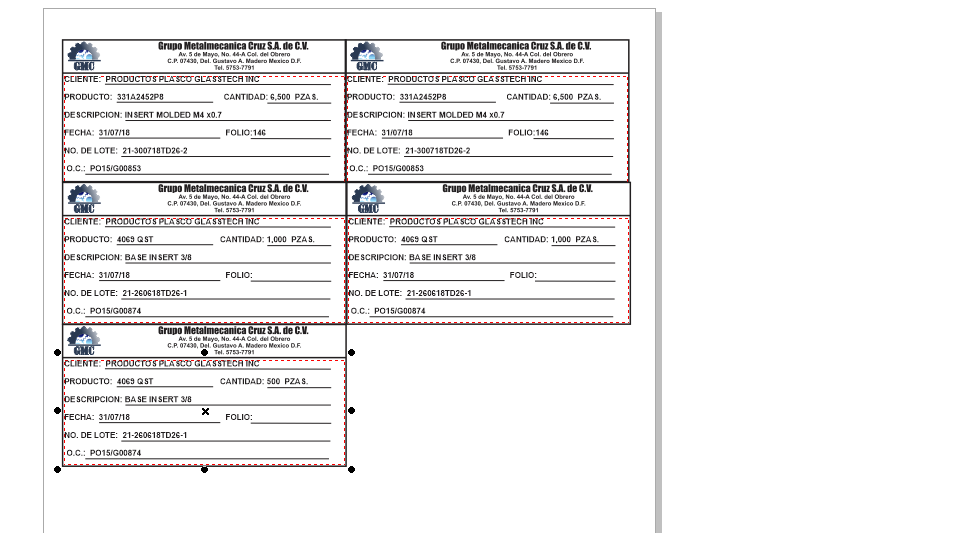 GMC
Grupo Metalmecanica Cruz S.A. de C.V.
Av. 5 de Mayo, No. 44-A Col. del Obrero
C.P. 07430, Del. Gustavo A. Madero Mexico D.F.
Tel. 5753-7791
CLIENTE: PRODUCTOS PLASCO GLASSTECH INC
PRODUCTO: 331A2452P8 CANTIDAD: 6,500 PZAS.
DESCRIPCION: INSERT MOLDED M4 x0.7
FECHA: 31/07/18 FOLIO:146
NO. DE LOTE: 21-300718TD26-2
O.C.: PO15/G00853
GMC
Grupo Metalmecanica Cruz S.A. de C.V.
Av. 5 de Mayo, No. 44-A Col. del Obrero
C.P. 07430, Del. Gustavo A. Madero Mexico D.F.
Tel. 5753-7791
CLIENTE: PRODUCTOS PLASCO GLASSTECH INC
PRODUCTO: 331A2452P8 CANTIDAD: 6,500 PZAS.
DESCRIPCION: INSERT MOLDED M4 x0.7
FECHA: 31/07/18 FOLIO:146
NO. DE LOTE: 21-300718TD26-2
O.C.: PO15/G00853
GMC
Grupo Metalmecanica Cruz S.A. de C.V.
Av. 5 de Mayo, No. 44-A Col. del Obrero
C.P. 07430, Del. Gustavo A. Madero Mexico D.F.
Tel. 5753-7791
CLIENTE: PRODUCTOS PLASCO GLASSTECH INC
PRODUCTO: 4069 QST CANTIDAD: 1,000 PZAS.
DESCRIPCION: BASE INSERT 3/8
FECHA: 31/07/18 FOLIO:
NO. DE LOTE: 21-260618TD26-1
O.C.: PO15/G00874
GMC
Grupo Metalmecanica Cruz S.A. de C.V.
Av. 5 de Mayo, No. 44-A Col. del Obrero
C.P. 07430, Del. Gustavo A. Madero Mexico D.F.
Tel. 5753-7791
CLIENTE: PRODUCTOS PLASCO GLASSTECH INC
PRODUCTO: 4069 QST CANTIDAD: 1,000 PZAS.
DESCRIPCION: BASE INSERT 3/8
FECHA: 31/07/18 FOLIO:
NO. DE LOTE: 21-260618TD26-1
O.C.: PO15/G00874
GMC
Grupo Metalmecanica Cruz S.A. de C.V.
Av. 5 de Mayo, No. 44-A Col. del Obrero
C.P. 07430, Del. Gustavo A. Madero Mexico D.F.
Tel. 5753-7791
CLIENTE: PRODUCTOS PLASCO GLASSTECH INC
PRODUCTO: 4069 QST CANTIDAD: 500 PZAS.
DESCRIPCION: BASE INSERT 3/8
FECHA: 31/07/18 FOLIO:
NO. DE LOTE: 21-260618TD26-1
O.C.: PO15/G00874